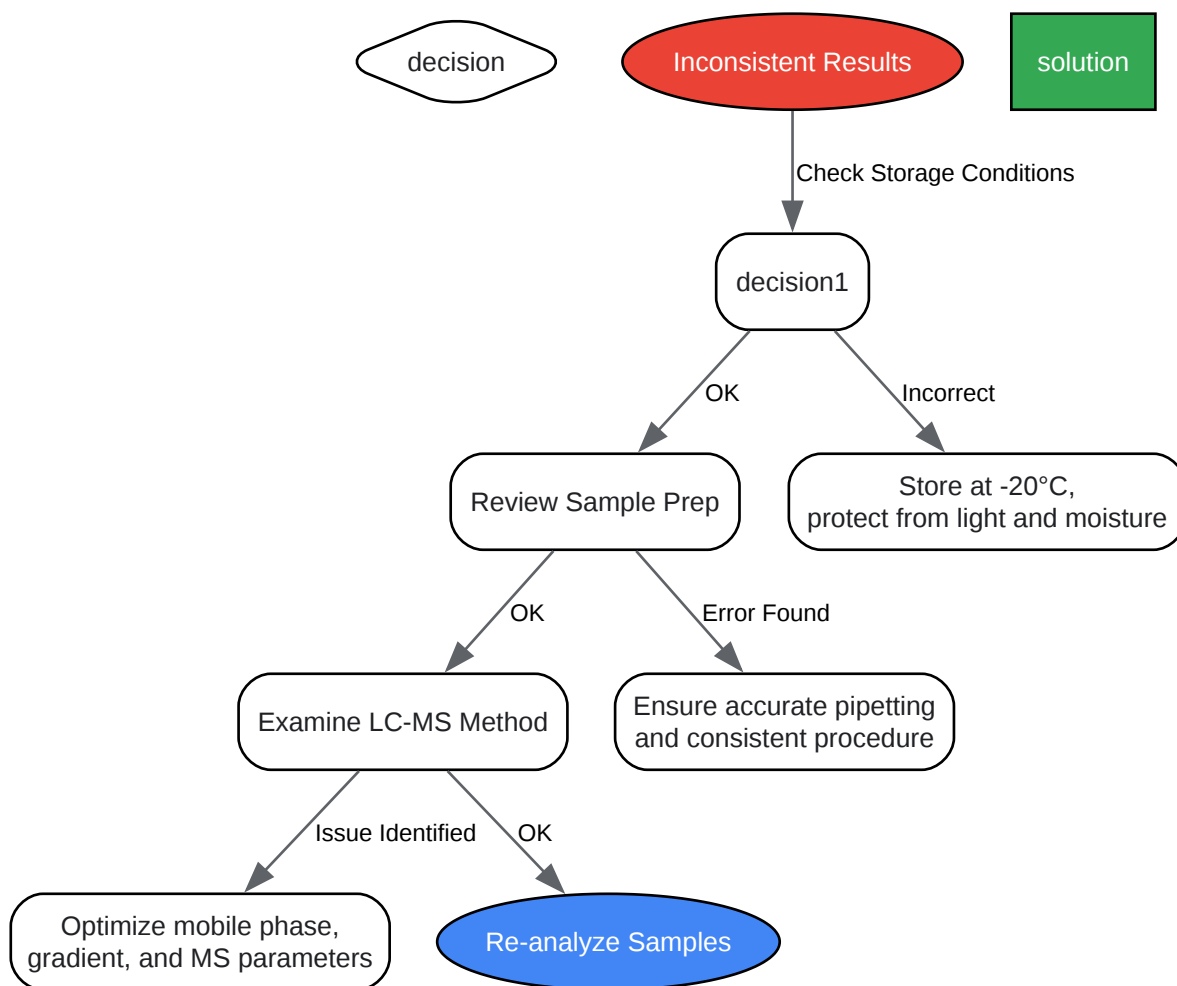 decision
Inconsistent Results
solution
Check Storage Conditions
decision1
OK
Incorrect
Review Sample Prep
Store at -20°C,
protect from light and moisture
OK
Error Found
Examine LC-MS Method
Ensure accurate pipetting
and consistent procedure
Issue Identified
OK
Optimize mobile phase,
gradient, and MS parameters
Re-analyze Samples